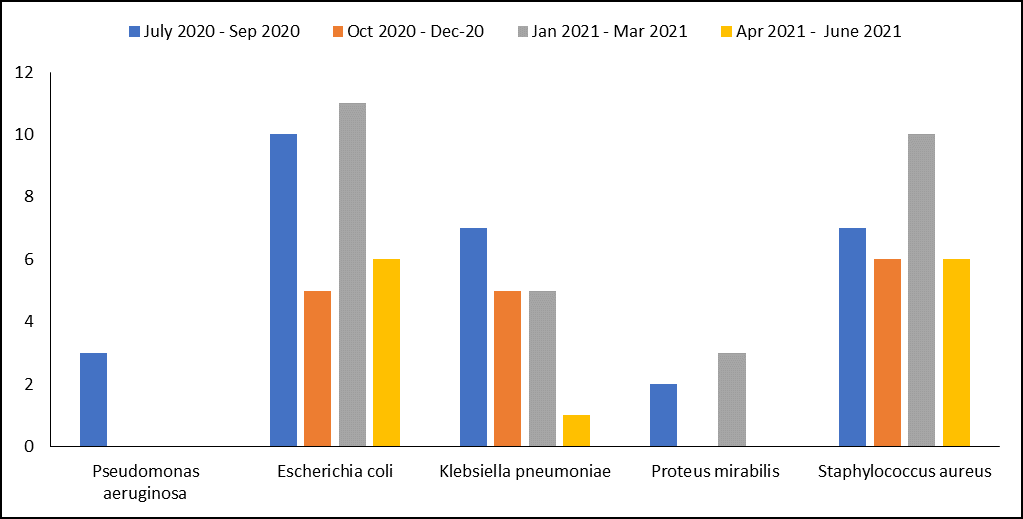 July 2020 - Sep 2020 Oct 2020 - Dec-20 Jan 2021 - Mar 2021 Apr 2021 - June 2021
12
10
8
6
4
2
0
Pseudomonas aeruginosa
Escherichia coli
Klebsiella pneumoniae
Proteus mirabilis
Staphylococcus aureus